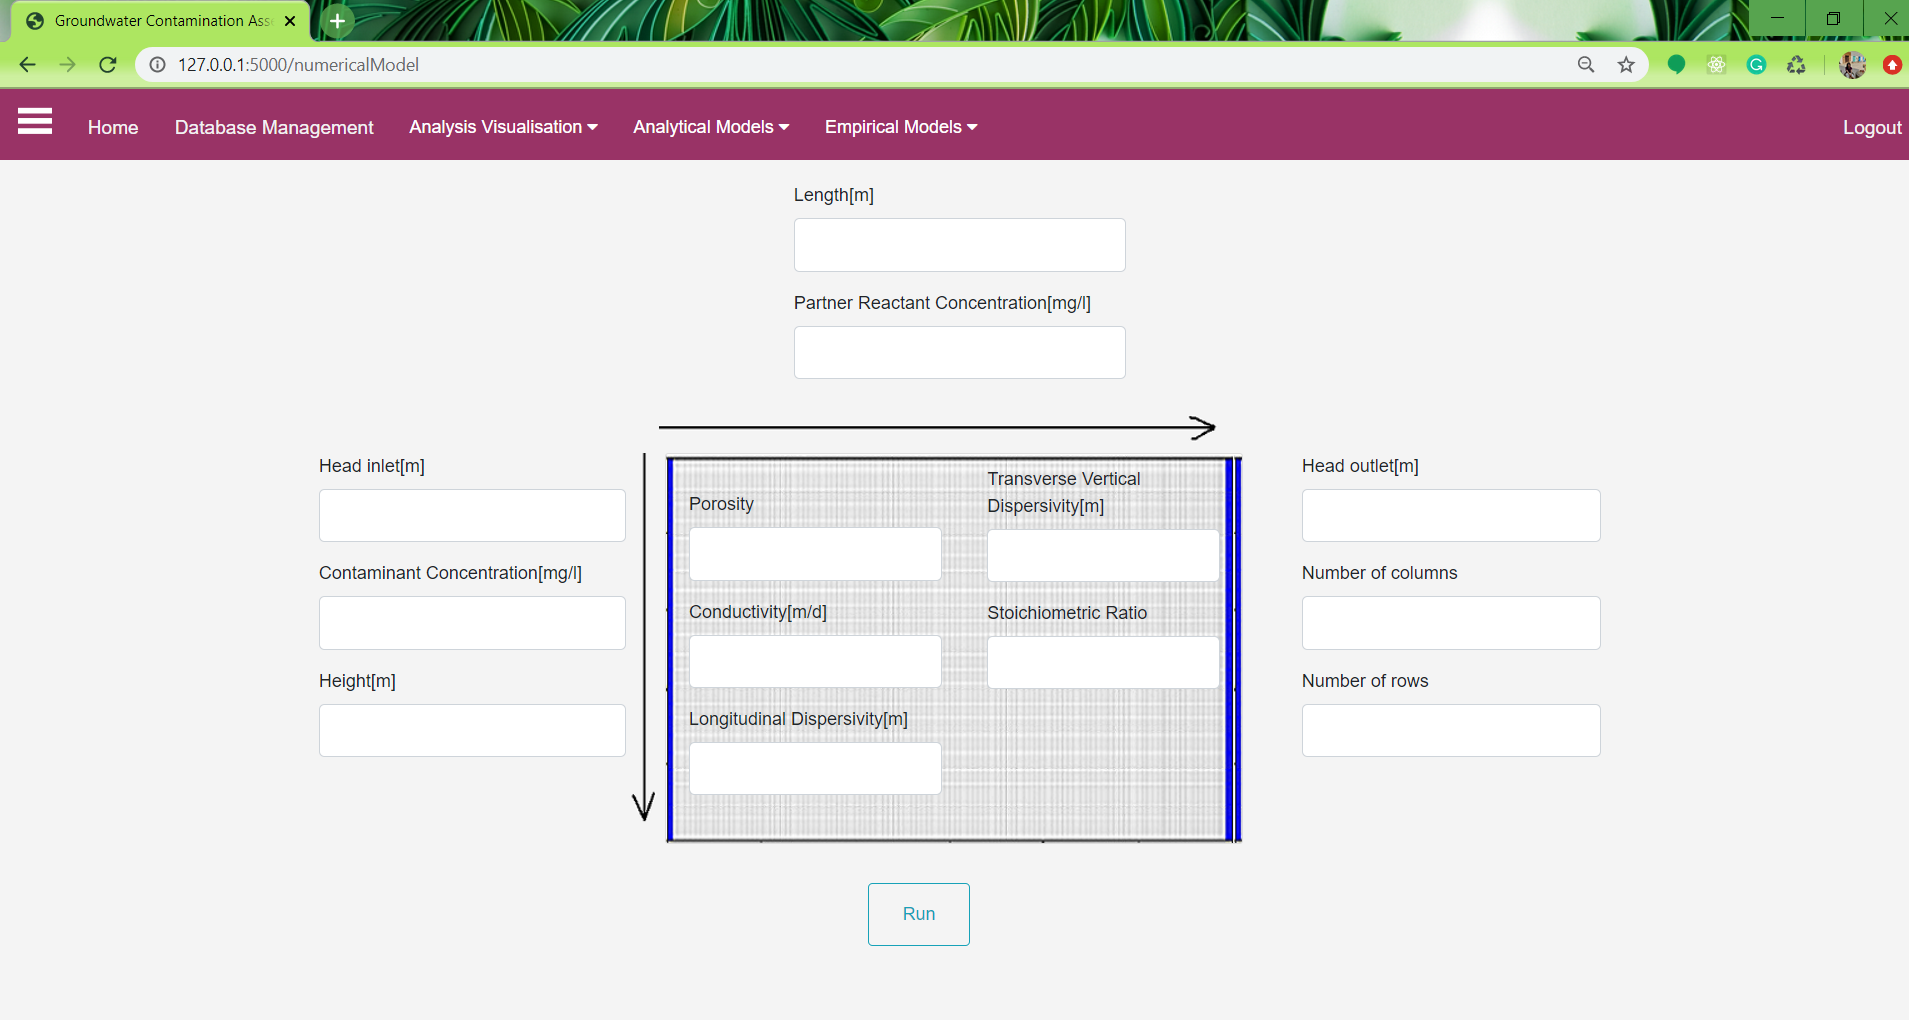 Groundwater Contamination Ass
127.0.0.1:5000/numericalModel
Home
Database Management
Analysis Visualisation
Analytical Models
Empirical Models
Logout
Length[m]
Partner Reactant Concentration[mg/l]
Head inlet[m]
Contaminant Concentration[mg/l]
Height[m]
Porosity
Conductivity[m/d]
Longitudinal Dispersivity[m]
Transverse Vertical
Dispersivity[m]
Stoichiometric Ratio
Head outlet[m]
Number of columns
Number of rows
Run